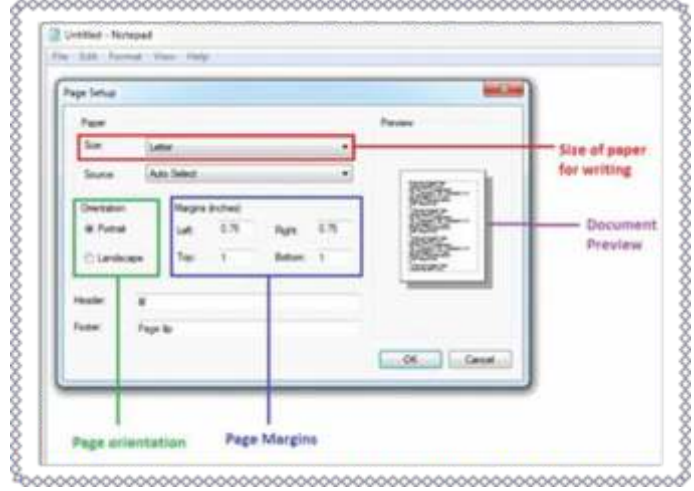 Untitled - Notepad
File Edit Format View Help
Page Setup
Paper
Preview
Size: Letter
Size of paper
for writing
Source: Auto Select
Orientation
Margins (inches)
Portrait
Left: 0.75 Right: 0.75
Document
Preview
Landscape
Top: 1 Bottom: 1
Header: &f
Footer: Page &p
OK Cancel
Page orientation
Page Margins